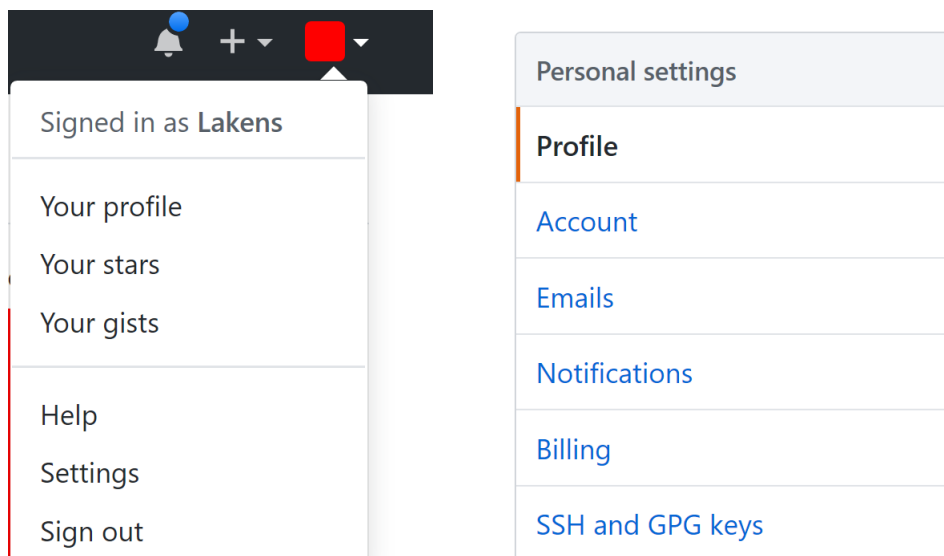 Signed in as Lakens
Your profile
Your stars
Your gists
Help
Settings
Sign out
Personal settings
Profile
Account
Emails
Notifications
Billing
SSH and GPG keys